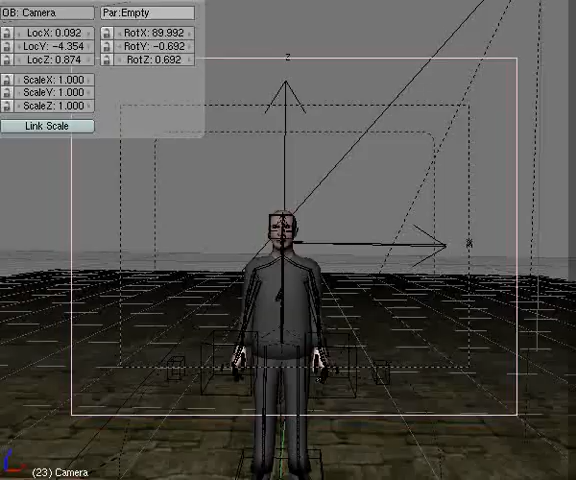 OB: Camera
Par:Empty
LocX: 0.092
RotX: 89.992
LocY: -4.354
RotY: -0.692
LocZ: 0.874
RotZ: 0.692
ScaleX: 1.000
ScaleY: 1.000
ScaleZ: 1.000
Link Scale
z
x
(23) Camera